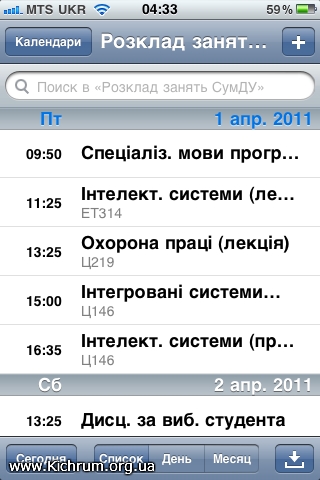 MTS UKR 04:33 59%
Календари Розклад занят... +
Поиск в «Розклад занять СумДУ»
Пт 1 апр. 2011
09:50 Спеціаліз. мови прогр...
11:25 Інтелект. системи (ле...
ЕТ314
13:25 Охорона праці (лекція)
Ц219
15:00 Інтегровані системи...
Ц146
16:35 Інтелект. системи (пр...
Ц146
Сб 2 апр. 2011
13:25 Дисц. за виб. студента
Сегодня Список День Месяц
www.kichrum.org.ua